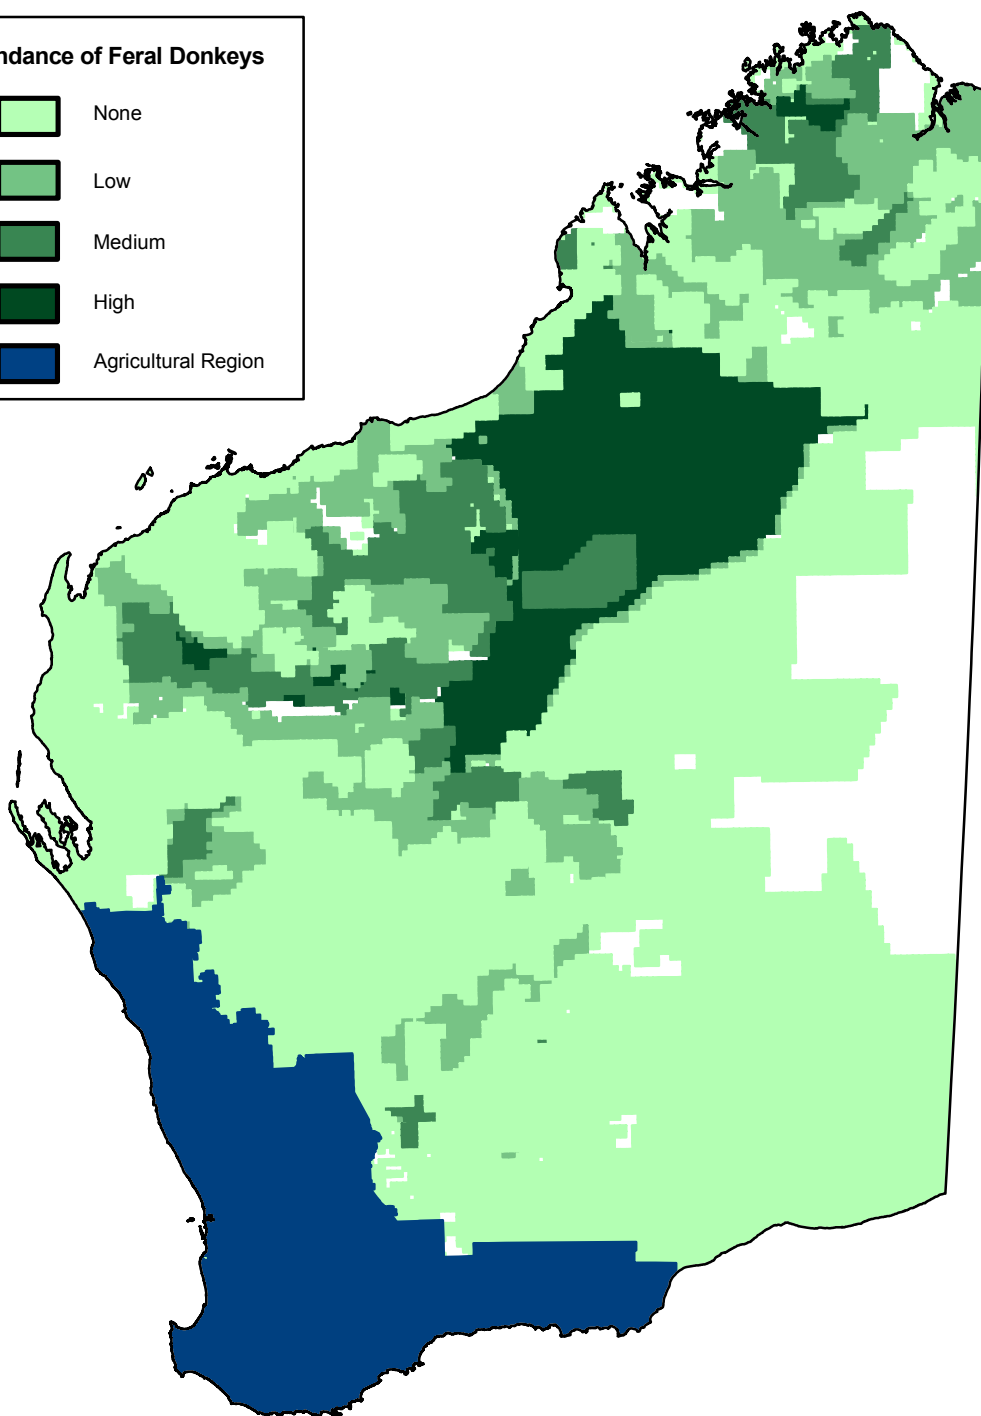 ndance of Feral Donkeys
None
Low
Medium
High
Agricultural Region